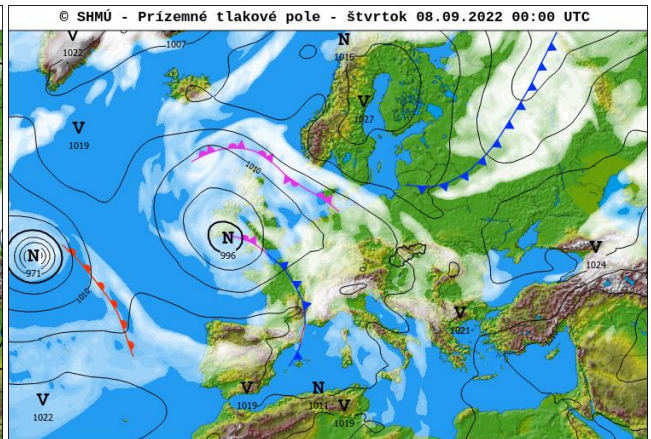 © SHMÚ - Prízemné tlakové pole - štvrtok 08.09.2022 00:00 UTC
V
1022
1007
N
1016
V
1027
V
1019
1010
N
996
N
971
1010
V
1024
V
1021
V
1022
V
1019
N
1011
V
1019